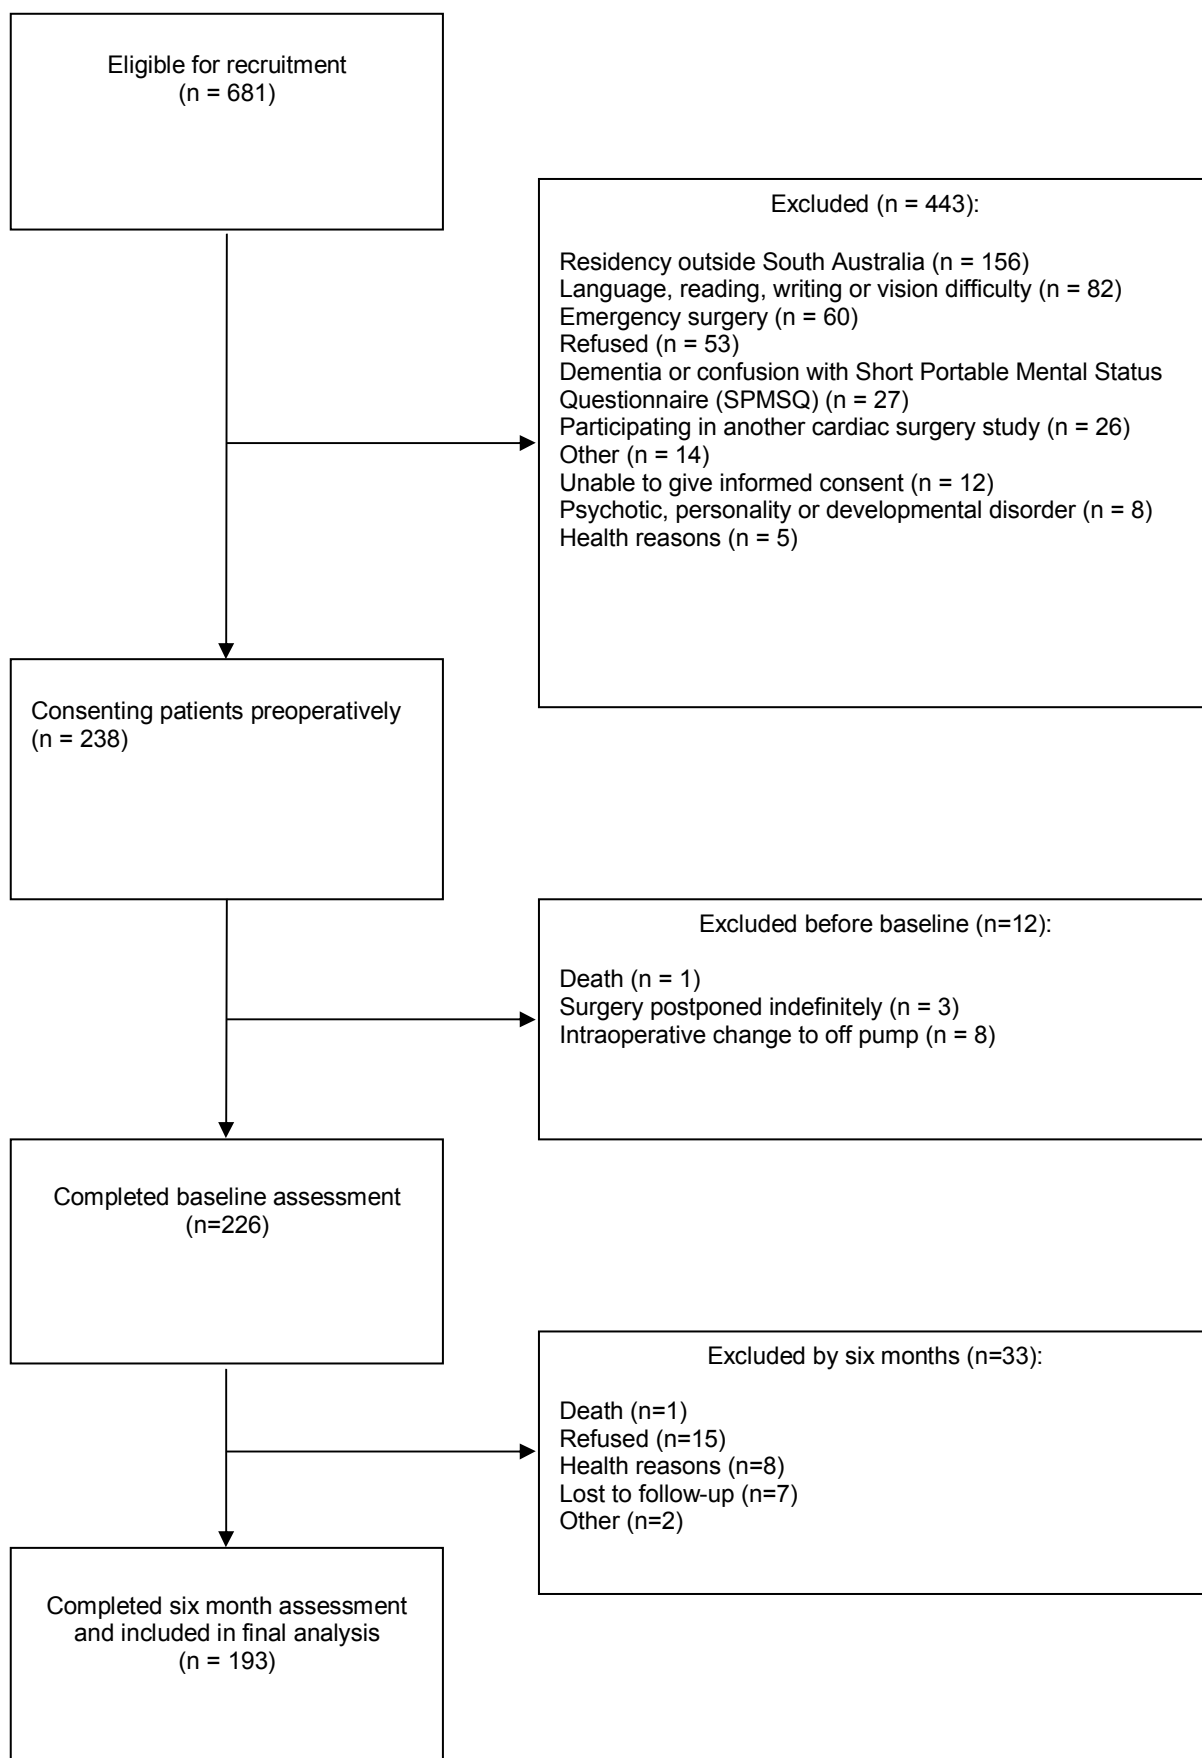 Eligible for recruitment
(n = 681)
Excluded (n = 443):
Residency outside South Australia (n = 156)
Language, reading, writing or vision difficulty (n = 82)
Emergency surgery (n = 60)
Refused (n = 53)
Dementia or confusion with Short Portable Mental Status
Questionnaire (SPMSQ) (n = 27)
Participating in another cardiac surgery study (n = 26)
Other (n = 14)
Unable to give informed consent (n = 12)
Psychotic, personality or developmental disorder (n = 8)
Health reasons (n = 5)
Consenting patients preoperatively
(n = 238)
Excluded before baseline (n=12):
Death (n = 1)
Surgery postponed indefinitely (n = 3)
Intraoperative change to off pump (n = 8)
Completed baseline assessment
(n=226)
Excluded by six months (n=33):
Death (n=1)
Refused (n=15)
Health reasons (n=8)
Lost to follow-up (n=7)
Other (n=2)
Completed six month assessment
and included in final analysis
(n = 193)